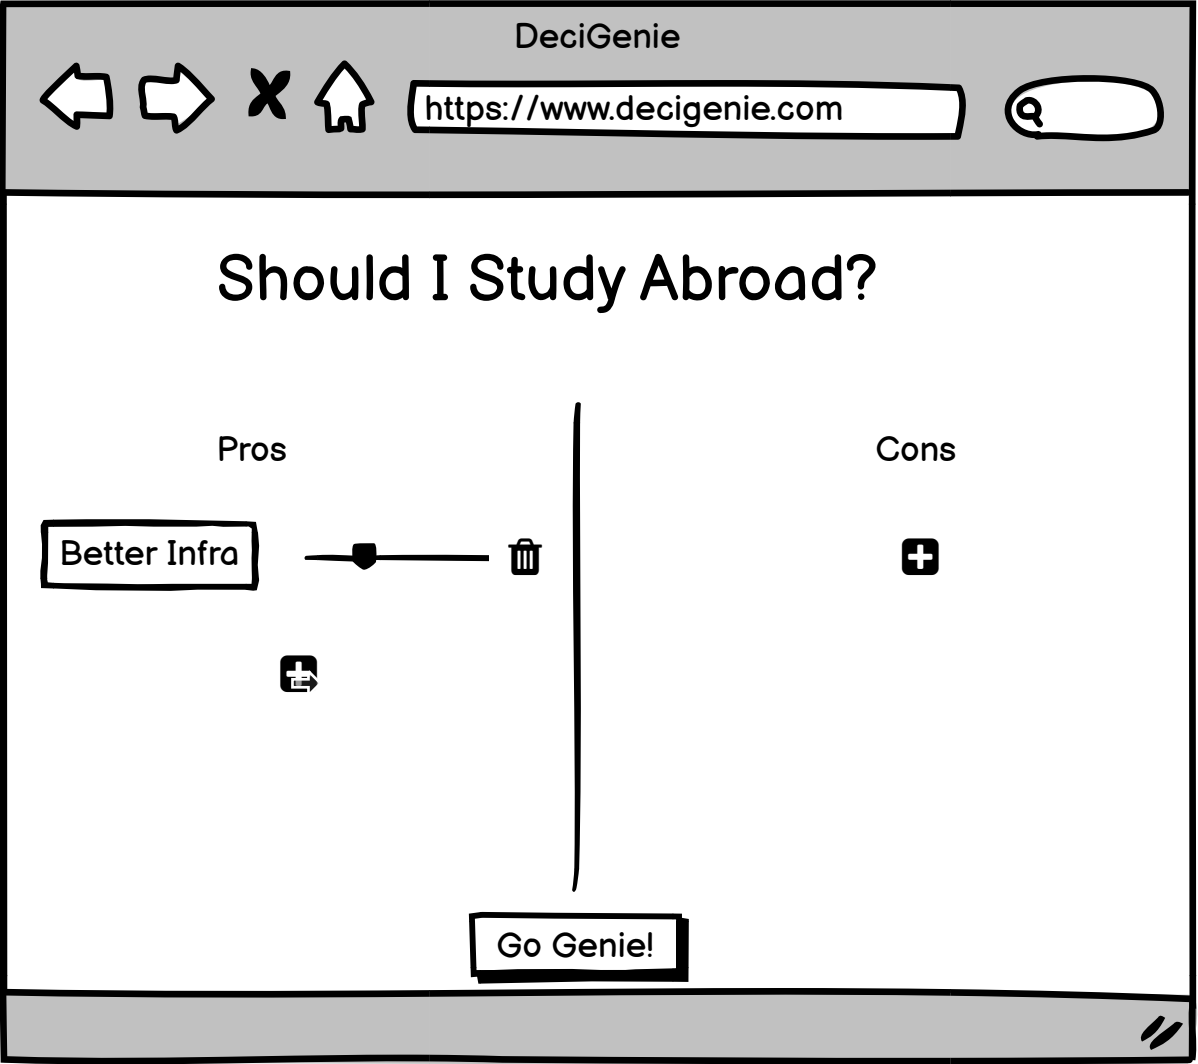 DeciGenie
https://www.decigenie.com
Should I Study Abroad?
Pros
Cons
Better Infra
Go Genie!